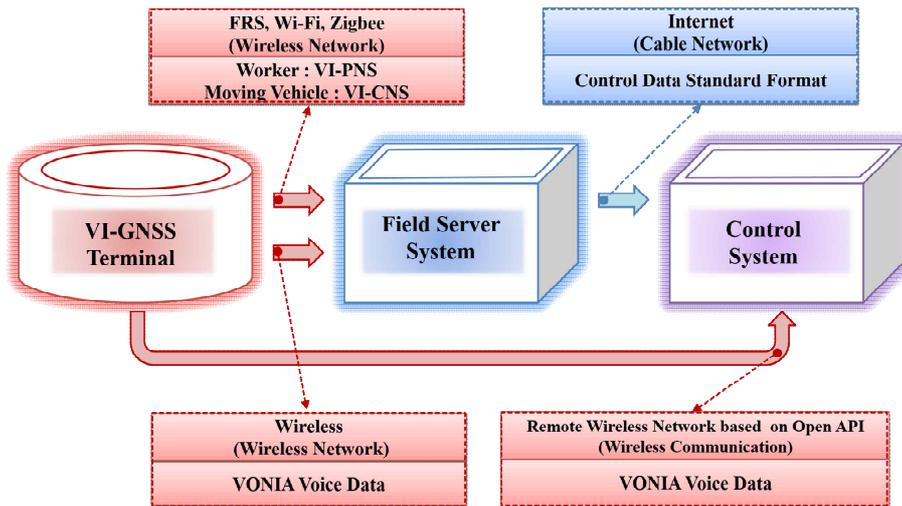 FRS, Wi-Fi, Zigbee
(Wireless Network)
Worker : VI-PNS
Moving Vehicle : VI-CNS
Internet
(Cable Network)
Control Data Standard Format
VI-GNSS
Terminal
Field Server
System
Control
System
Wireless
(Wireless Network)
VONIA Voice Data
Remote Wireless Network based on Open API
(Wireless Communication)
VONIA Voice Data